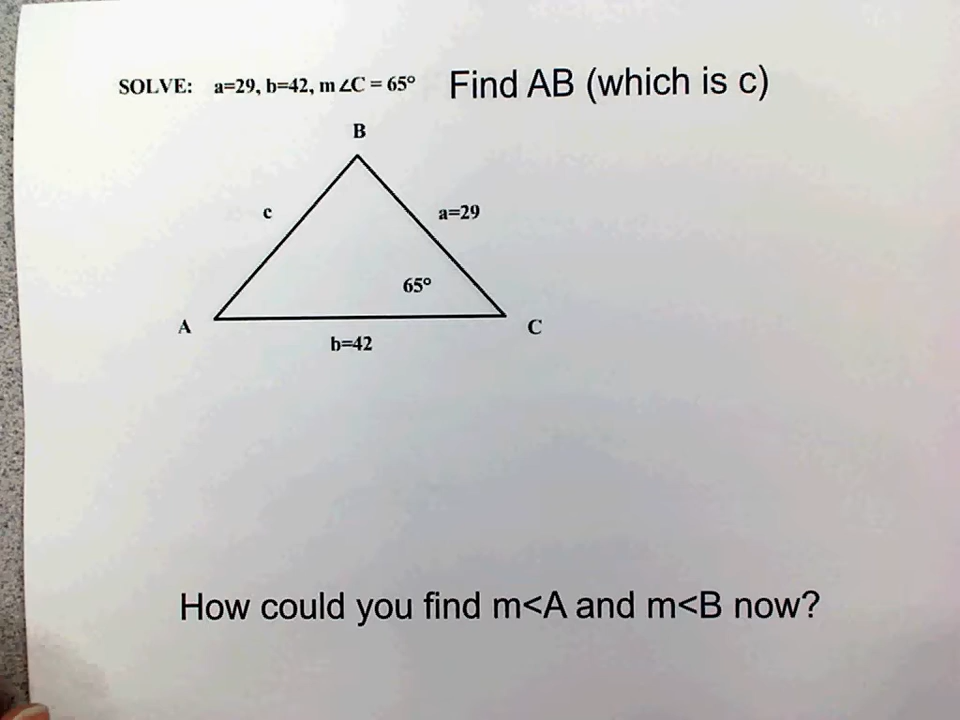 SOLVE: a=29, b=42, m∠C = 65° Find AB (which is c)
B
c a=29
65°
A C
b=42
How could you find m<A and m<B now?